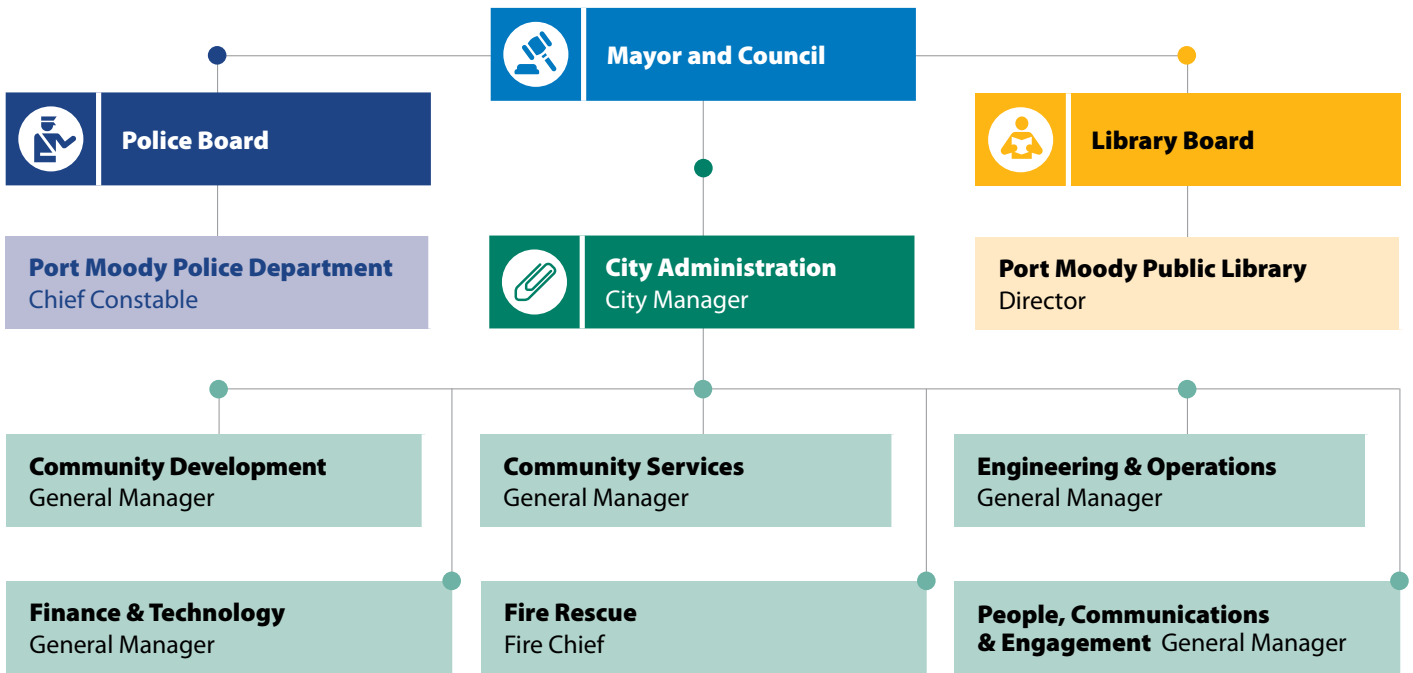 Mayor and Council
Police Board
Library Board
Port Moody Police Department
Chief Constable
City Administration
City Manager
Port Moody Public Library
Director
Community Development
General Manager
Community Services
General Manager
Engineering & Operations
General Manager
Finance & Technology
General Manager
Fire Rescue
Fire Chief
People, Communications
& Engagement General Manager